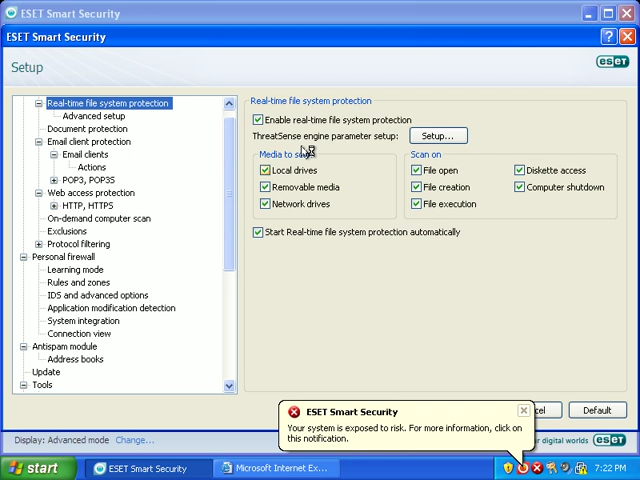 ESET Smart Security
ESET Smart Security
Setup
eset
Real-time file system protection
Advanced setup
Document protection
Email client protection
Email clients
Actions
POP3, POP3S
Web access protection
HTTP, HTTPS
On-demand computer scan
Exclusions
Protocol filtering
Personal firewall
Learning mode
Rules and zones
IDS and advanced options
Application modification detection
System integration
Connection view
Antispam module
Address books
Update
Tools
Real-time file system protection
Enable real-time file system protection
ThreatSense engine parameter setup:
Setup...
Media to
Local drives
Removable media
Network drives
Scan on
File open
File creation
File execution
Diskette access
Computer shutdown
Start Real-time file system protection automatically
ESET Smart Security
Your system is exposed to risk. For more information, click on
this notification.
cel
Default
Display: Advanced mode
Change...
ur digital worlds
eset
start
ESET Smart Security
Microsoft Internet Ex...
7:22 PM